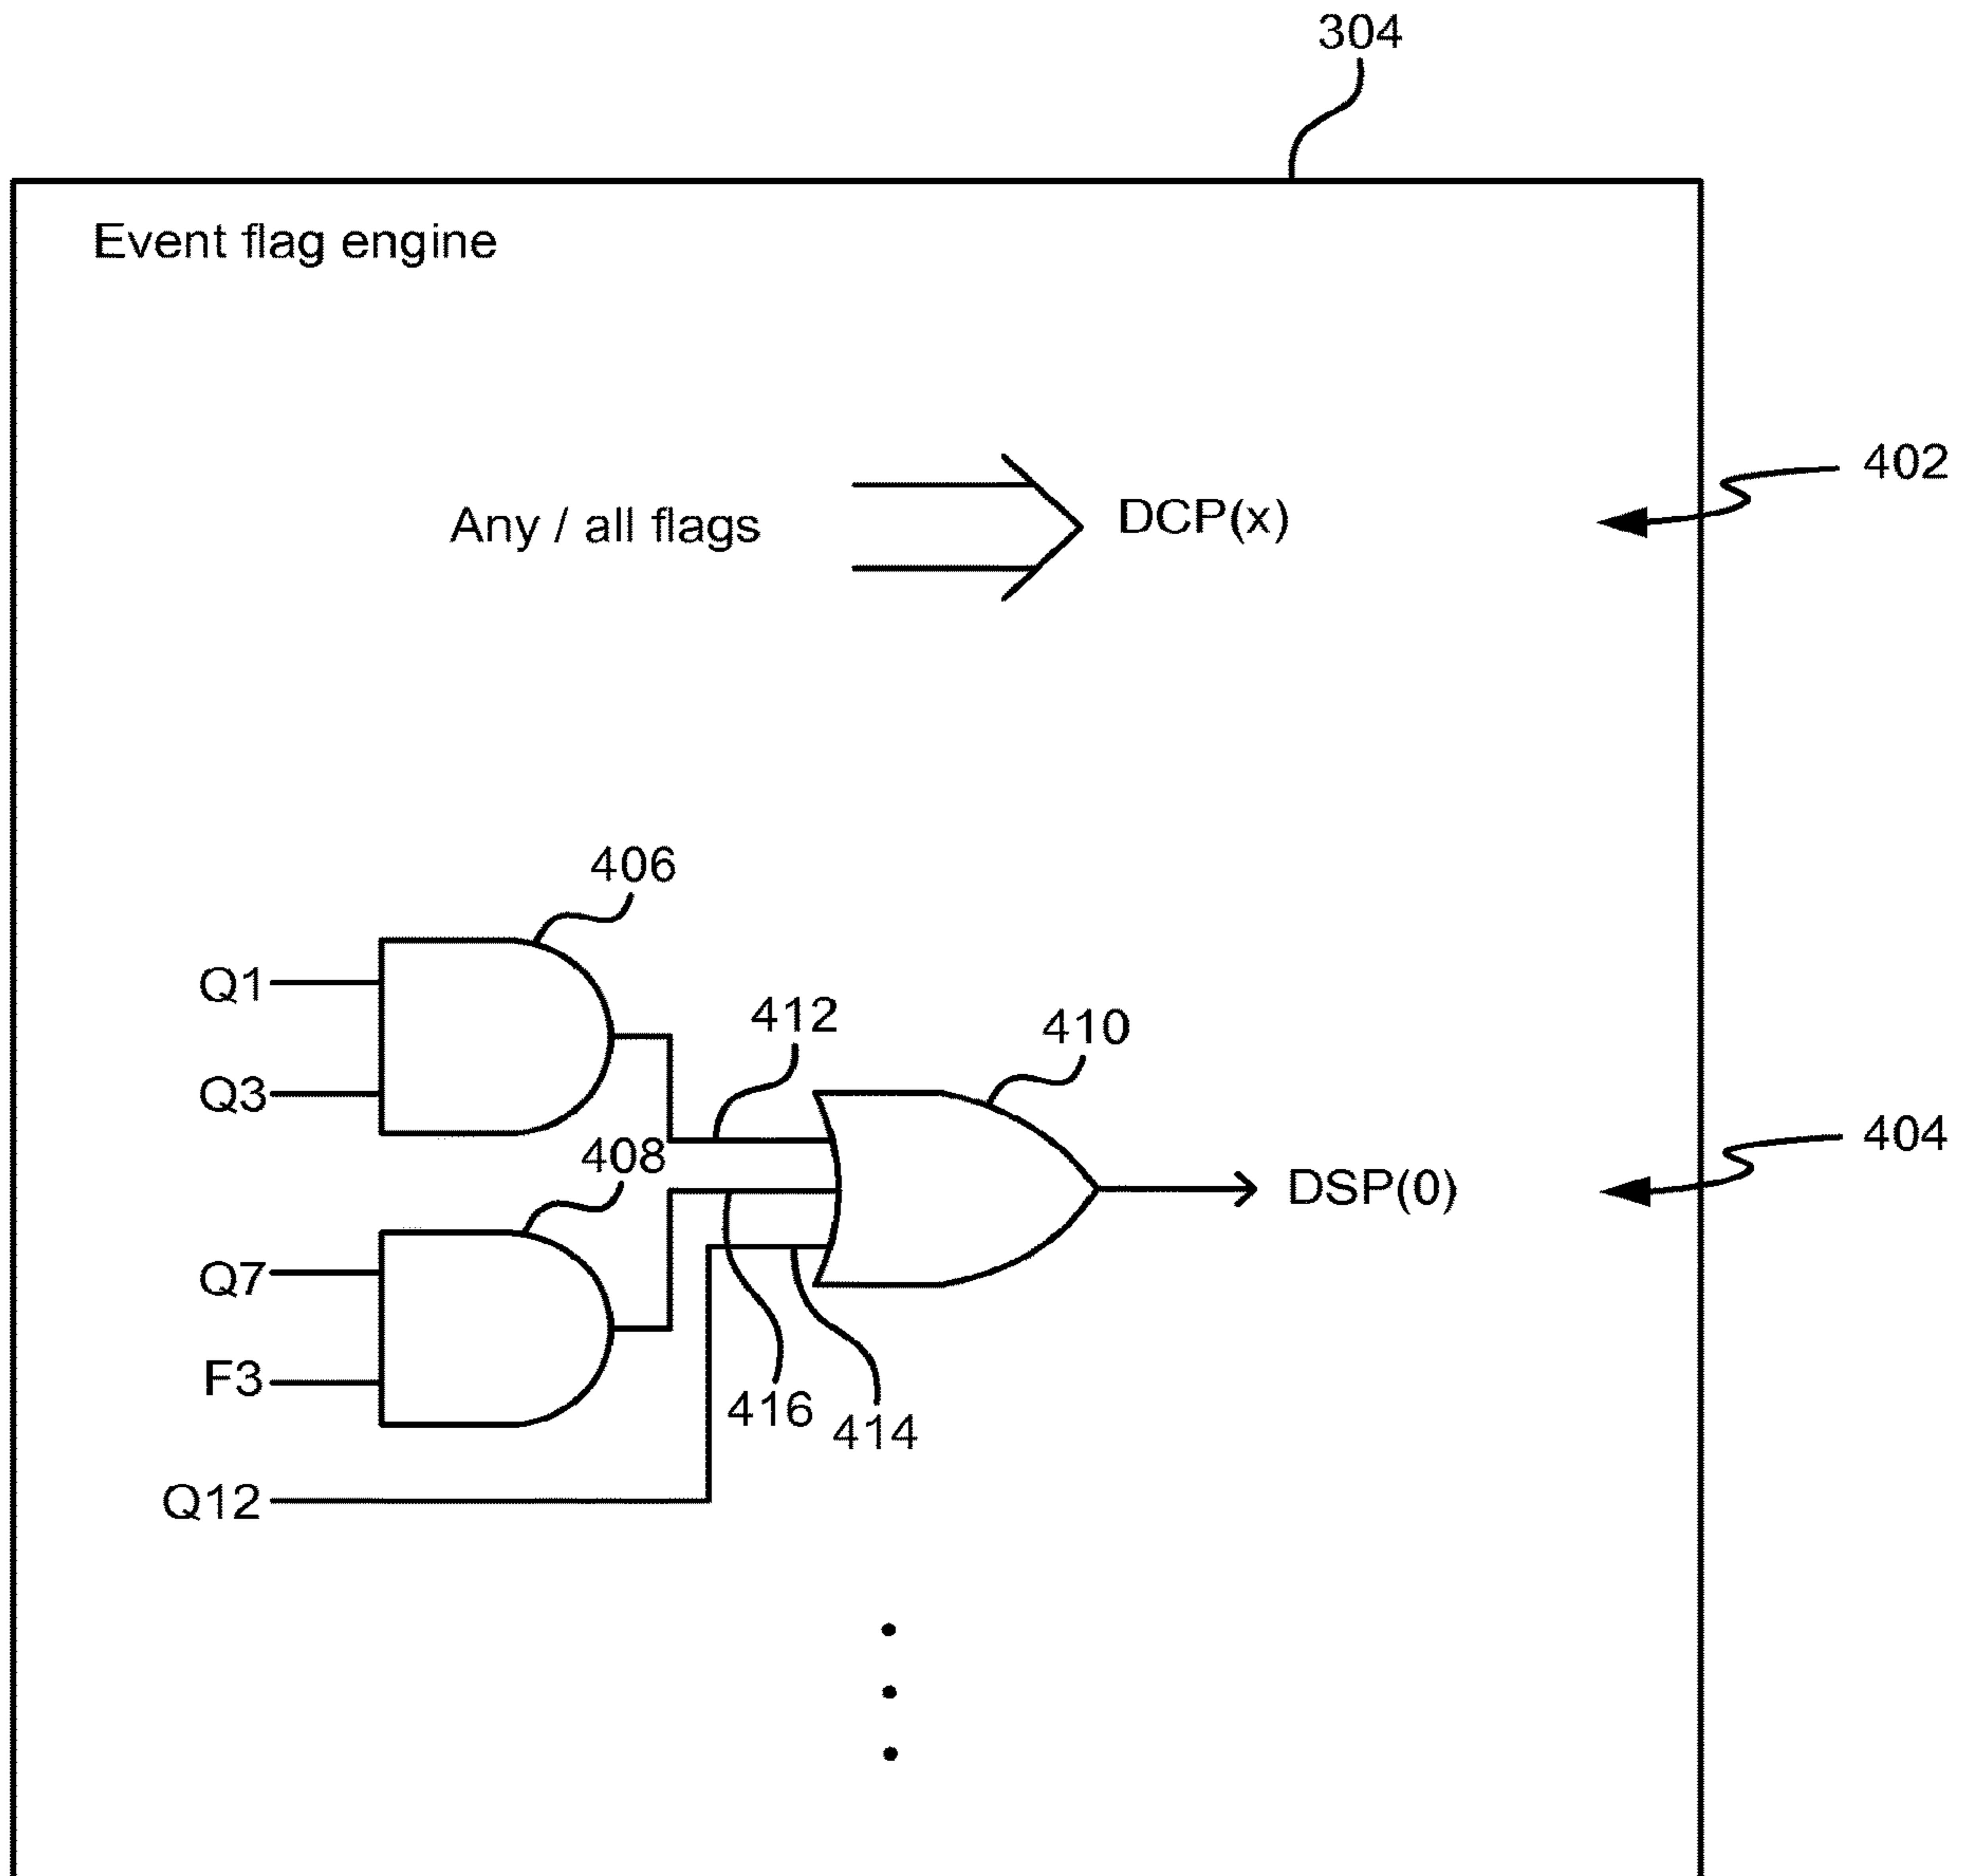 304
Event flag engine
402
Any / all flags
DCP(x)
406
Q1
412
410
Q3
404
408
DSP(0)
Q7
F3
416
414
Q12